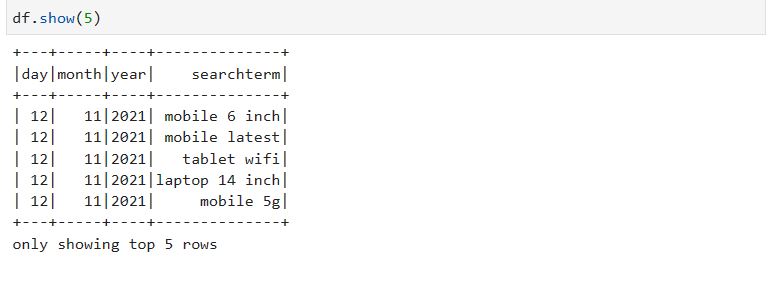 df.show(5)
+---+-----+----+--------------+
|day|month|year|    searchterm|
+---+-----+----+--------------+
| 12|   11|2021| mobile 6 inch|
| 12|   11|2021| mobile latest|
| 12|   11|2021|   tablet wifi|
| 12|   11|2021|laptop 14 inch|
| 12|   11|2021|     mobile 5g|
+---+-----+----+--------------+
only showing top 5 rows